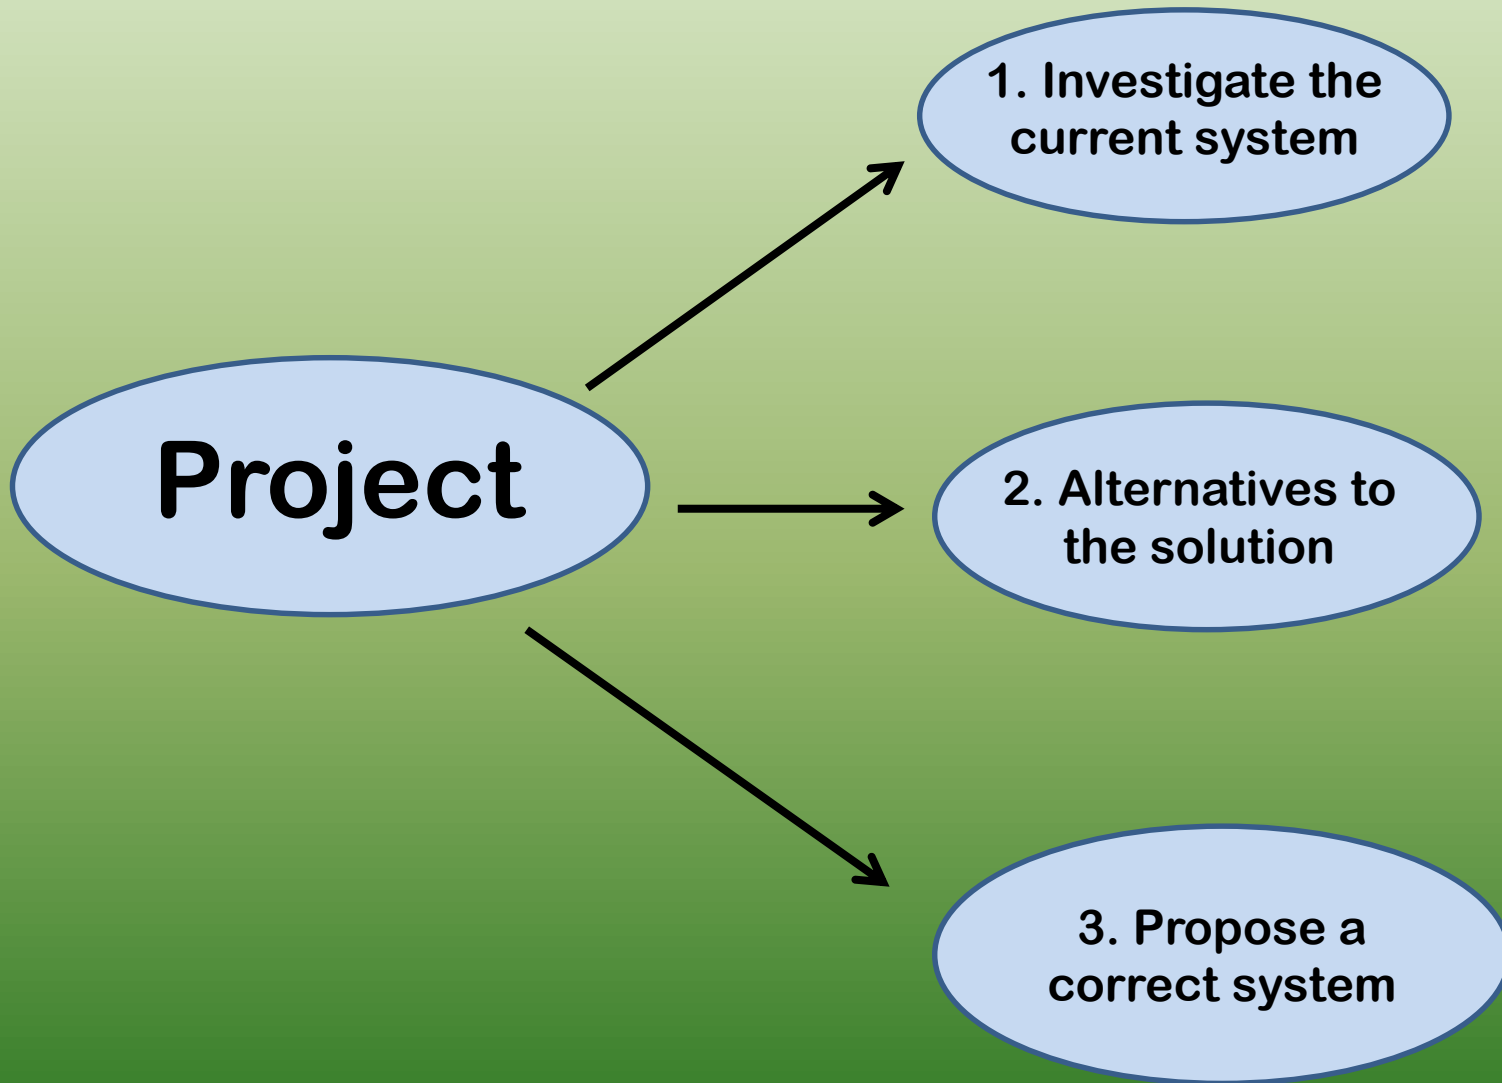 Project
1. Investigate the
current system
2. Alternatives to
the solution
3. Propose a
correct system